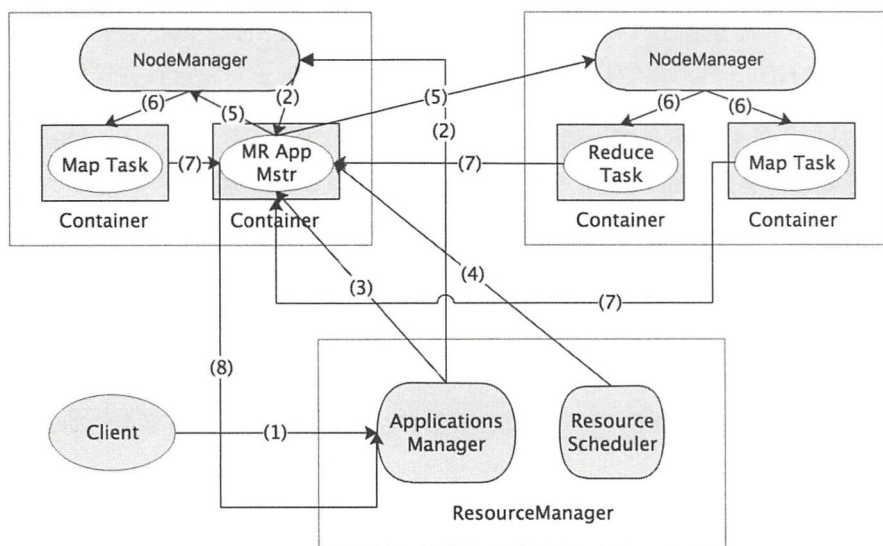 NodeManager
NodeManager
(6)
(5)
(2)
(5)
(2)
(6)
(6)
Map Task
(7)
MR App
Mstr
(7)
Reduce
Task
Map Task
Container
Container
Container
Container
(3)
(4)
(7)
(8)
Client
(1)
Applications
Manager
Resource
Scheduler
ResourceManager